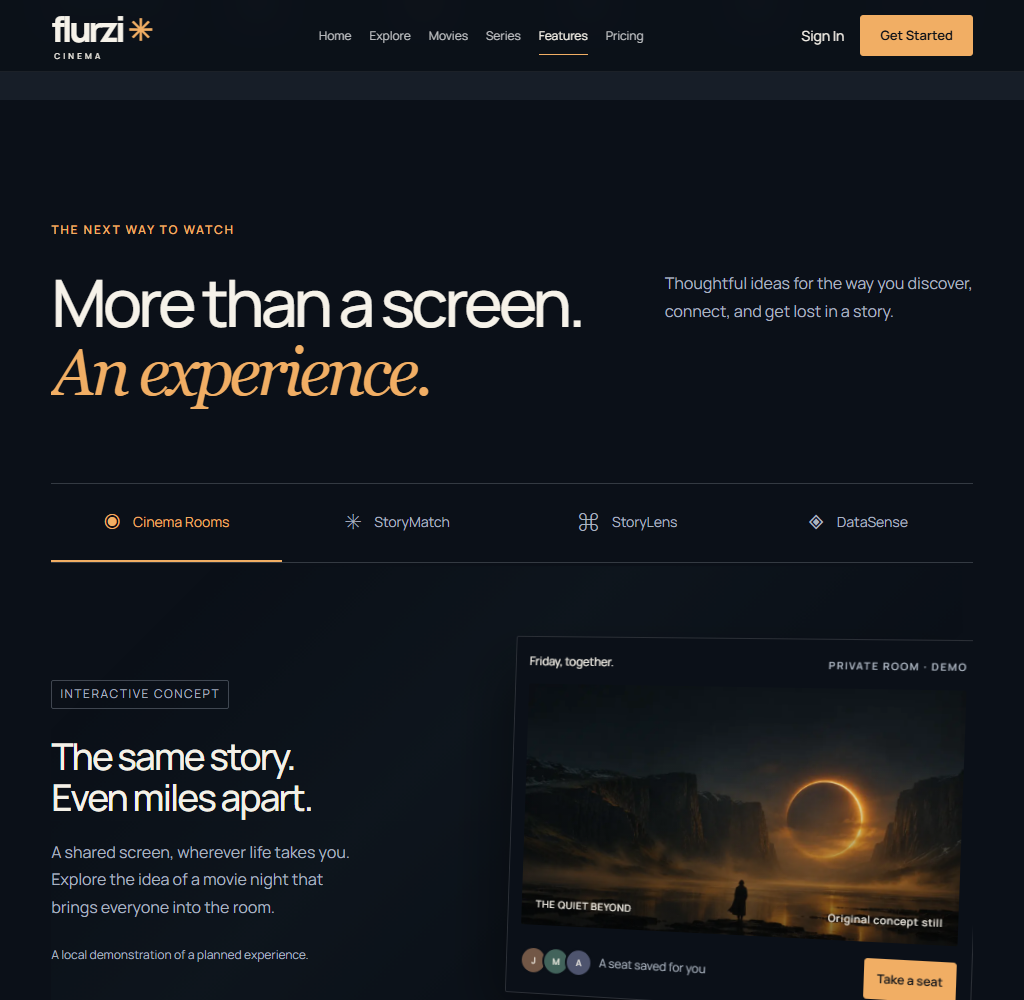 flurzi
CINEMA
Home
Explore
Movies
Series
Features
Pricing
Sign In
Get Started
THE NEXT WAY TO WATCH
More than a screen.
An experience.
Thoughtful ideas for the way you discover,
connect, and get lost in a story.
Cinema Rooms
StoryMatch
StoryLens
DataSense
INTERACTIVE CONCEPT
The same story.
Even miles apart.
A shared screen, wherever life takes you.
Explore the idea of a movie night that
brings everyone into the room.
A local demonstration of a planned experience.
Friday, together.
PRIVATE ROOM · DEMO
THE QUIET BEYOND
Original concept still
J
M
A
A seat saved for you
Take a seat